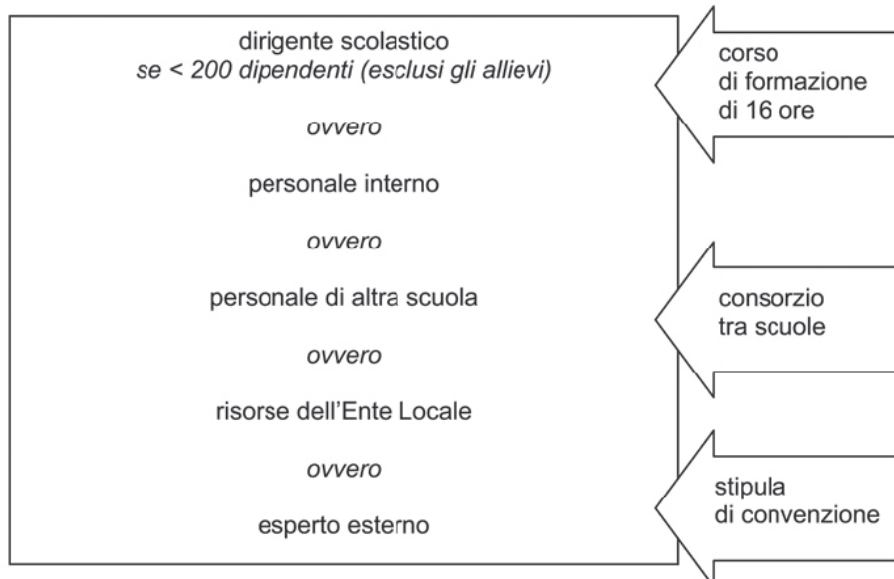 dirigente scolastico
se < 200 dipendenti (esclusi gli allievi)
ovvero
personale interno
ovvero
personale di altra scuola
ovvero
risorse dell'Ente Locale
ovvero
esperto esterno
corso
di formazione
di 16 ore
consorzio
tra scuole
stipula
di convenzione